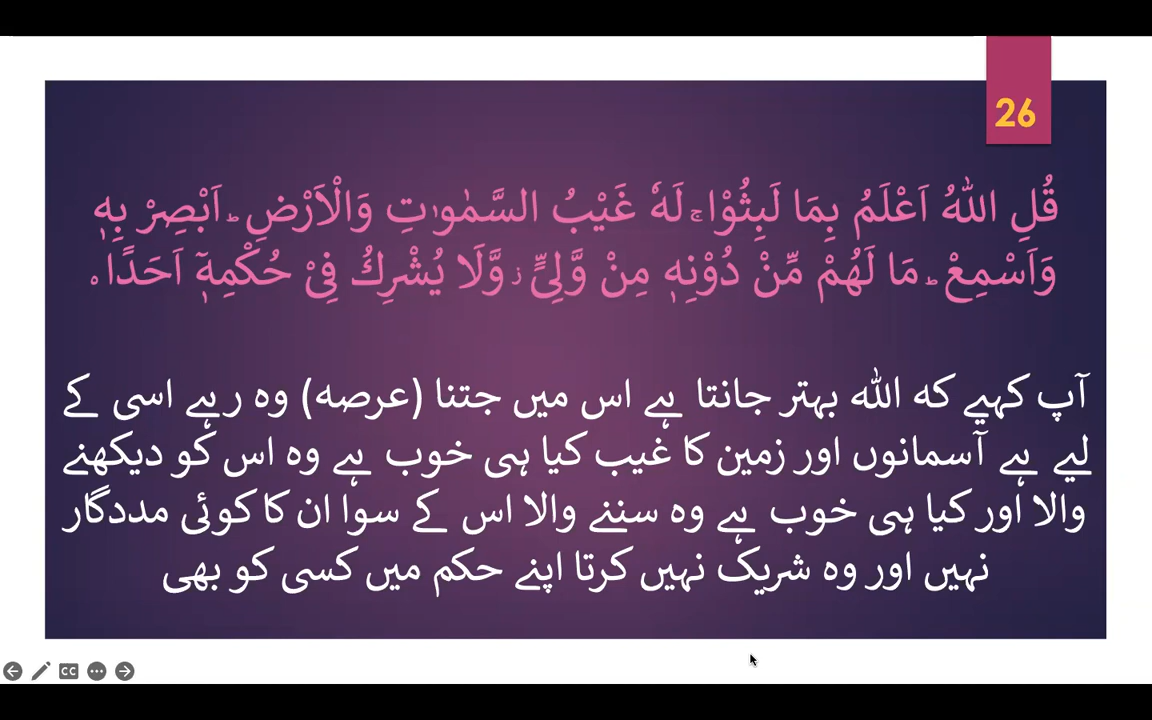 26
قُلِ اللّٰهُ اَعْلَمُ بِمَا لَبِثُوْا ۚ لَهٗ غَيْبُ السَّمٰوٰتِ وَالْاَرْضِ ؕ اَبْصِرْ بِهٖ
وَاَسْمِعْ ؕ مَا لَهُمْ مِّنْ دُوْنِهٖ مِنْ وَّلِىٍّ ۫ وَّلَا يُشْرِكُ فِىْ حُكْمِهٖۤ اَحَدًا ۞
آپ کہیے کہ اللہ بہتر جانتا ہے اس میں جتنا (عرصہ) وہ رہے اسی کے
لیے ہے آسمانوں اور زمین کا غیب کیا ہی خوب ہے وہ اس کو دیکھنے
والا اور کیا ہی خوب ہے وہ سننے والا اس کے سوا ان کا کوئی مددگار
نہیں اور وہ شریک نہیں کرتا اپنے حکم میں کسی کو بھی
CC